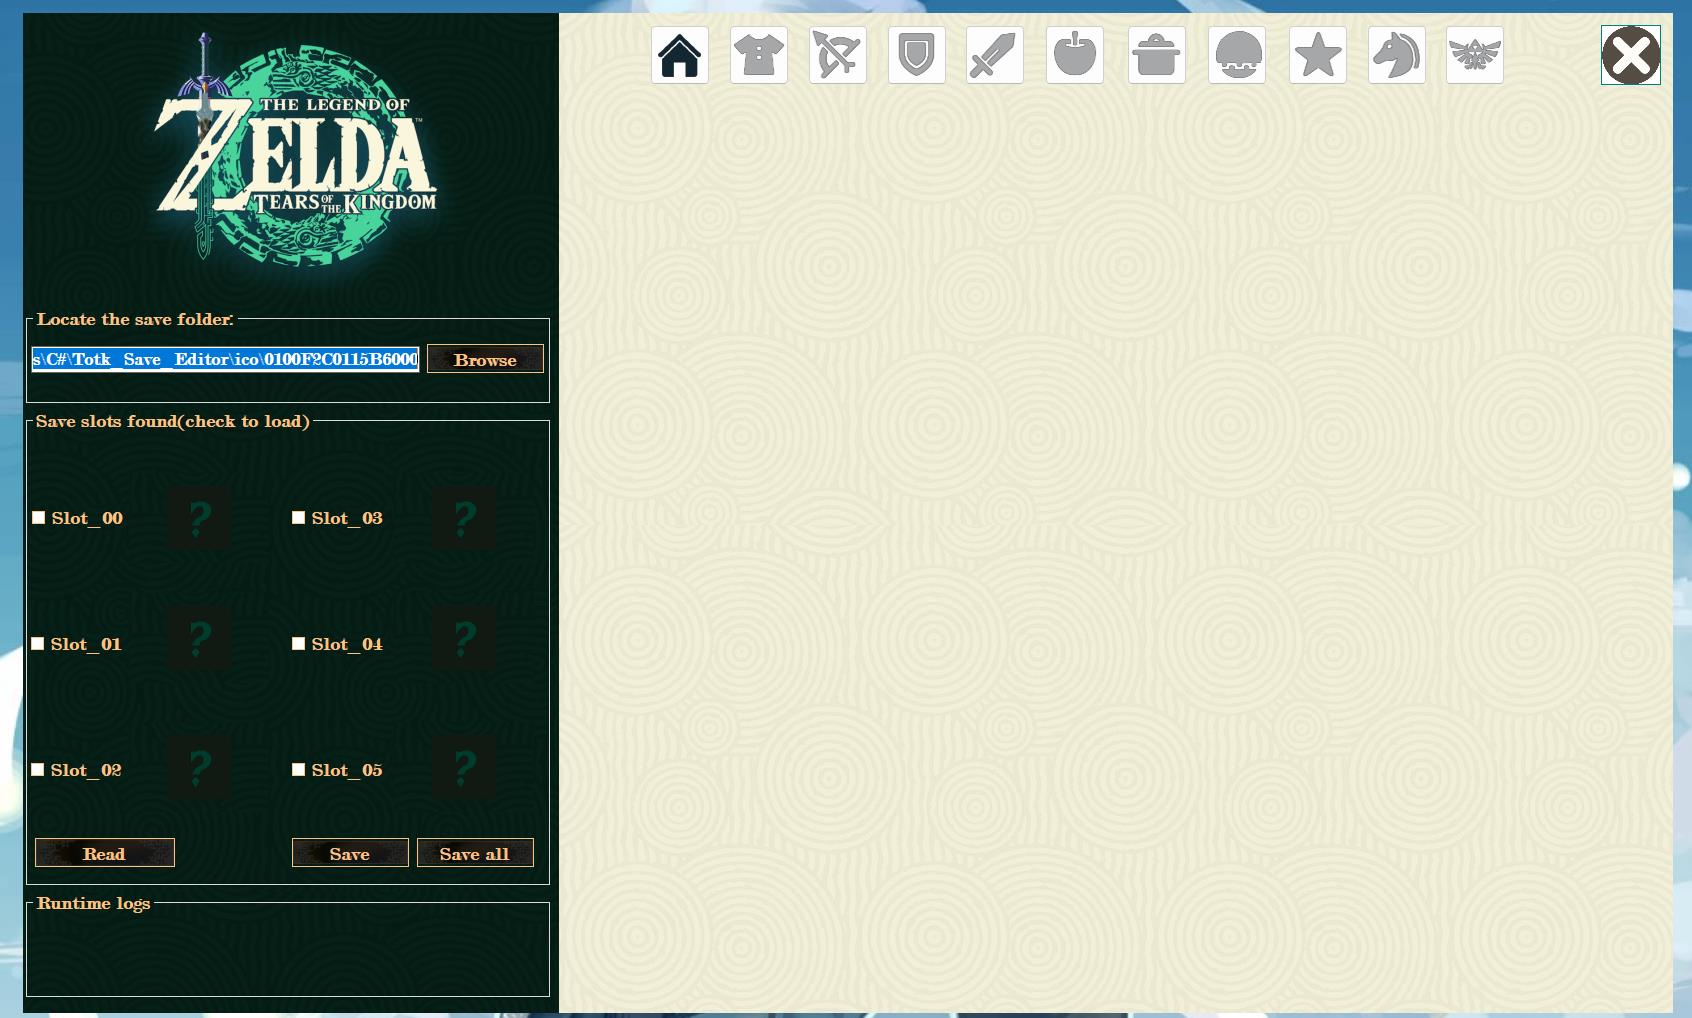 THE LEGEND OF
ZELDA™
TEARS OF THE KINGDOM
Locate the save folder:
s\C#\Totk_Save_Editor\ico\0100F2C0115B6000
Browse
Save slots found(check to load)
Slot_00 ?
Slot_03 ?
Slot_01 ?
Slot_04 ?
Slot_02 ?
Slot_05 ?
Read
Save
Save all
Runtime logs